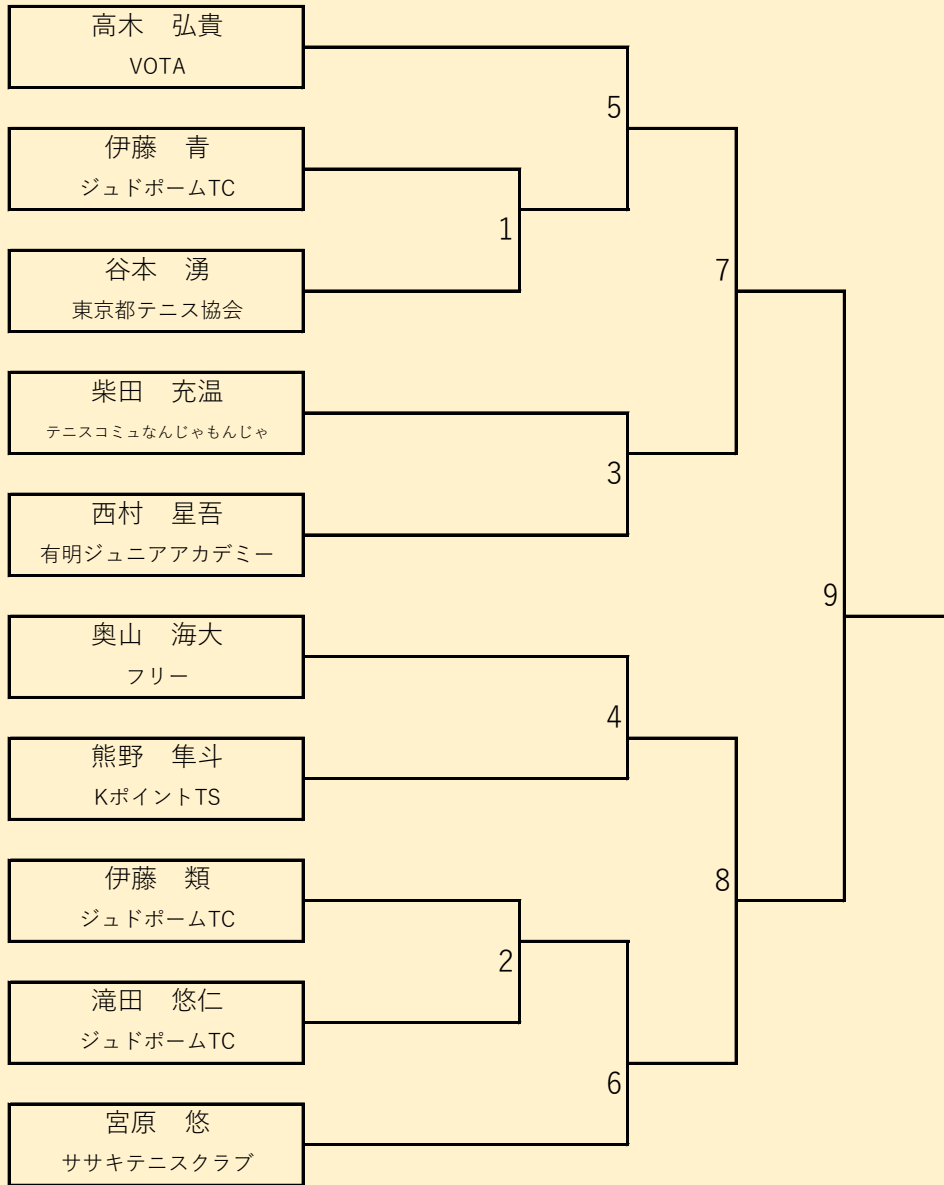 高木　弘貴
VOTA
5
伊藤　青
ジュドポームTC
1
谷本　湧
東京都テニス協会
7
柴田　充温
テニスコミュなんじゃもんじゃ
3
西村　星吾
有明ジュニアアカデミー
9
奥山　海大
フリー
4
熊野　隼斗
KポイントTS
伊藤　類
ジュドポームTC
8
2
滝田　悠仁
ジュドポームTC
6
宮原　悠
ササキテニスクラブ